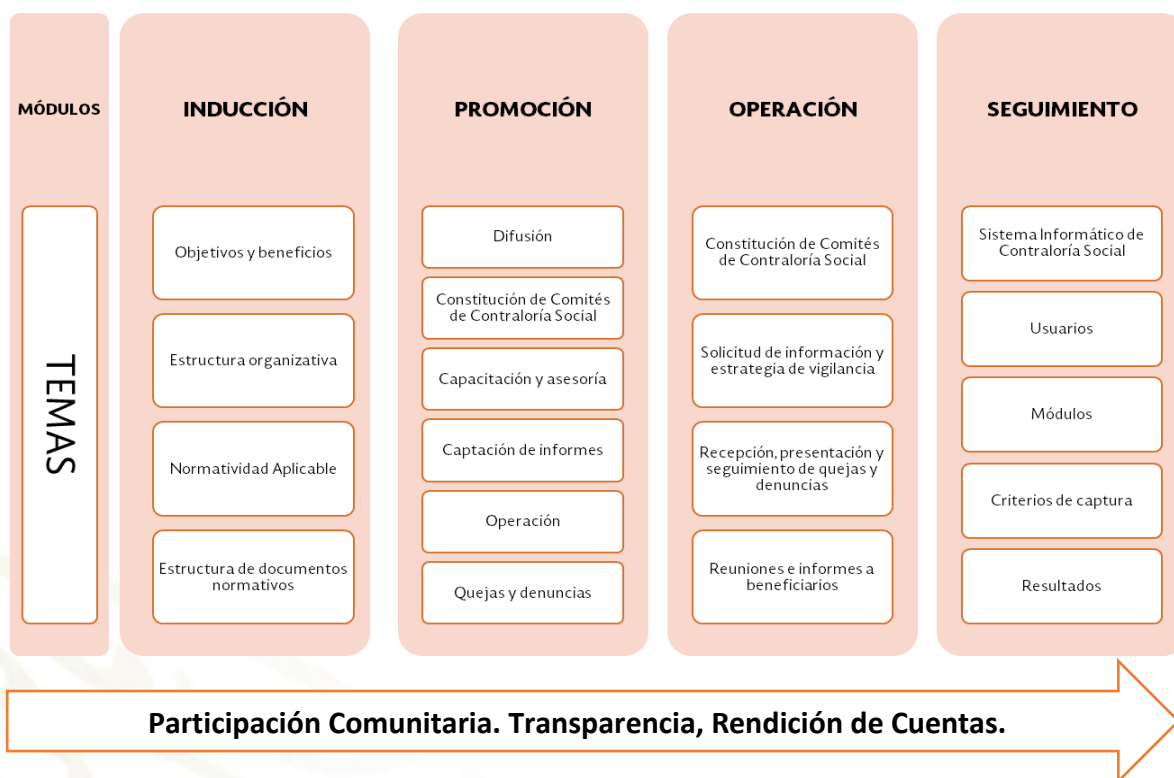 MÓDULOS
TEMAS
INDUCCIÓN
Objetivos y beneficios
Estructura organizativa
Normatividad Aplicable
Estructura de documentos
normativos
PROMOCIÓN
Difusión
Constitución de Comités
de Contraloría Social
Capacitación y asesoría
Captación de informes
Operación
Quejas y denuncias
OPERACIÓN
Constitución de Comités
de Contraloría Social
Solicitud de información y
estrategia de vigilancia
Recepción, presentación y
seguimiento de quejas y
denuncias
Reuniones e informes a
beneficiarios
SEGUIMIENTO
Sistema Informático de
Contraloría Social
Usuarios
Módulos
Criterios de captura
Resultados
Participación Comunitaria. Transparencia, Rendición de Cuentas.